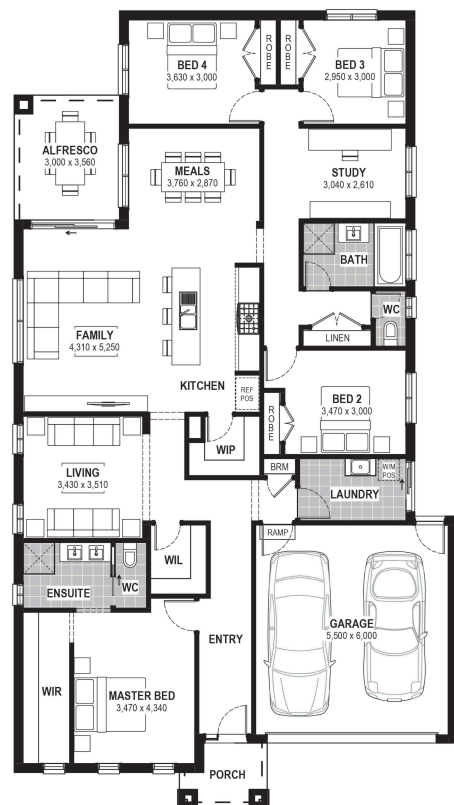 BED 4
3,630 x 3,000
ROBE
ROBE
BED 3
2,950 x 3,000
ALFRESCO
3,000 x 3,560
MEALS
3,760 x 2,870
STUDY
3,040 x 2,610
BATH
WC
LINEN
FAMILY
4,310 x 5,250
KITCHEN
REF
POS
BED 2
3,470 x 3,000
ROBE
WIP
LIVING
3,430 x 3,510
BRM
W/M
POS
LAUNDRY
RAMP
WIL
ENSUITE
WC
ENTRY
GARAGE
5,500 x 6,000
WIR
MASTER BED
3,470 x 4,340
PORCH